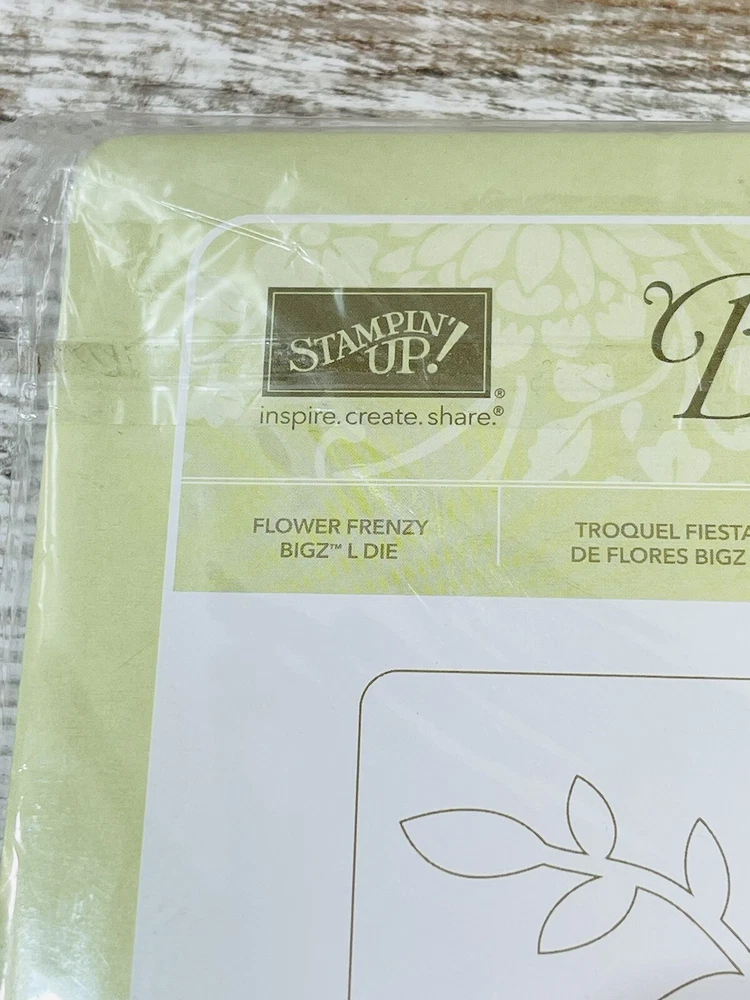 STAMPIN' UP!®
inspire. create. share.®
FLOWER FRENZY
BIGZ™ L DIE
TROQUEL FIESTA
DE FLORES BIGZ